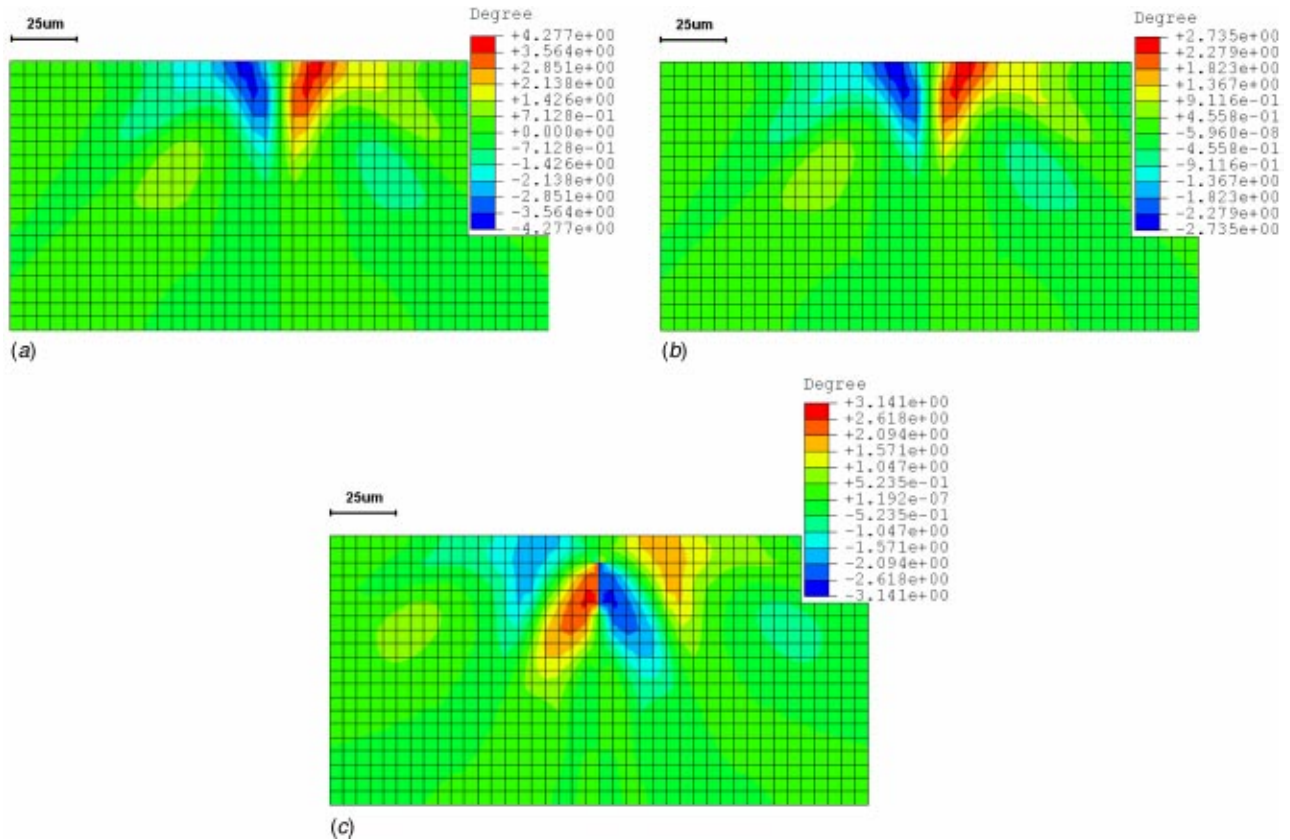 25um
Degree
+4.277e+00
+3.564e+00
+2.851e+00
+2.138e+00
+1.426e+00
+7.128e-01
+0.000e+00
-7.128e-01
-1.426e+00
-2.138e+00
-2.851e+00
-3.564e+00
-4.277e+00
(a)
25um
Degree
+2.735e+00
+2.279e+00
+1.823e+00
+1.367e+00
+9.116e-01
+4.558e-01
-5.960e-08
-4.558e-01
-9.116e-01
-1.367e+00
-1.823e+00
-2.279e+00
-2.735e+00
(b)
25um
Degree
+3.141e+00
+2.618e+00
+2.094e+00
+1.571e+00
+1.047e+00
+5.235e-01
+1.192e-07
-5.235e-01
-1.047e+00
-1.571e+00
-2.094e+00
-2.618e+00
-3.141e+00
(c)